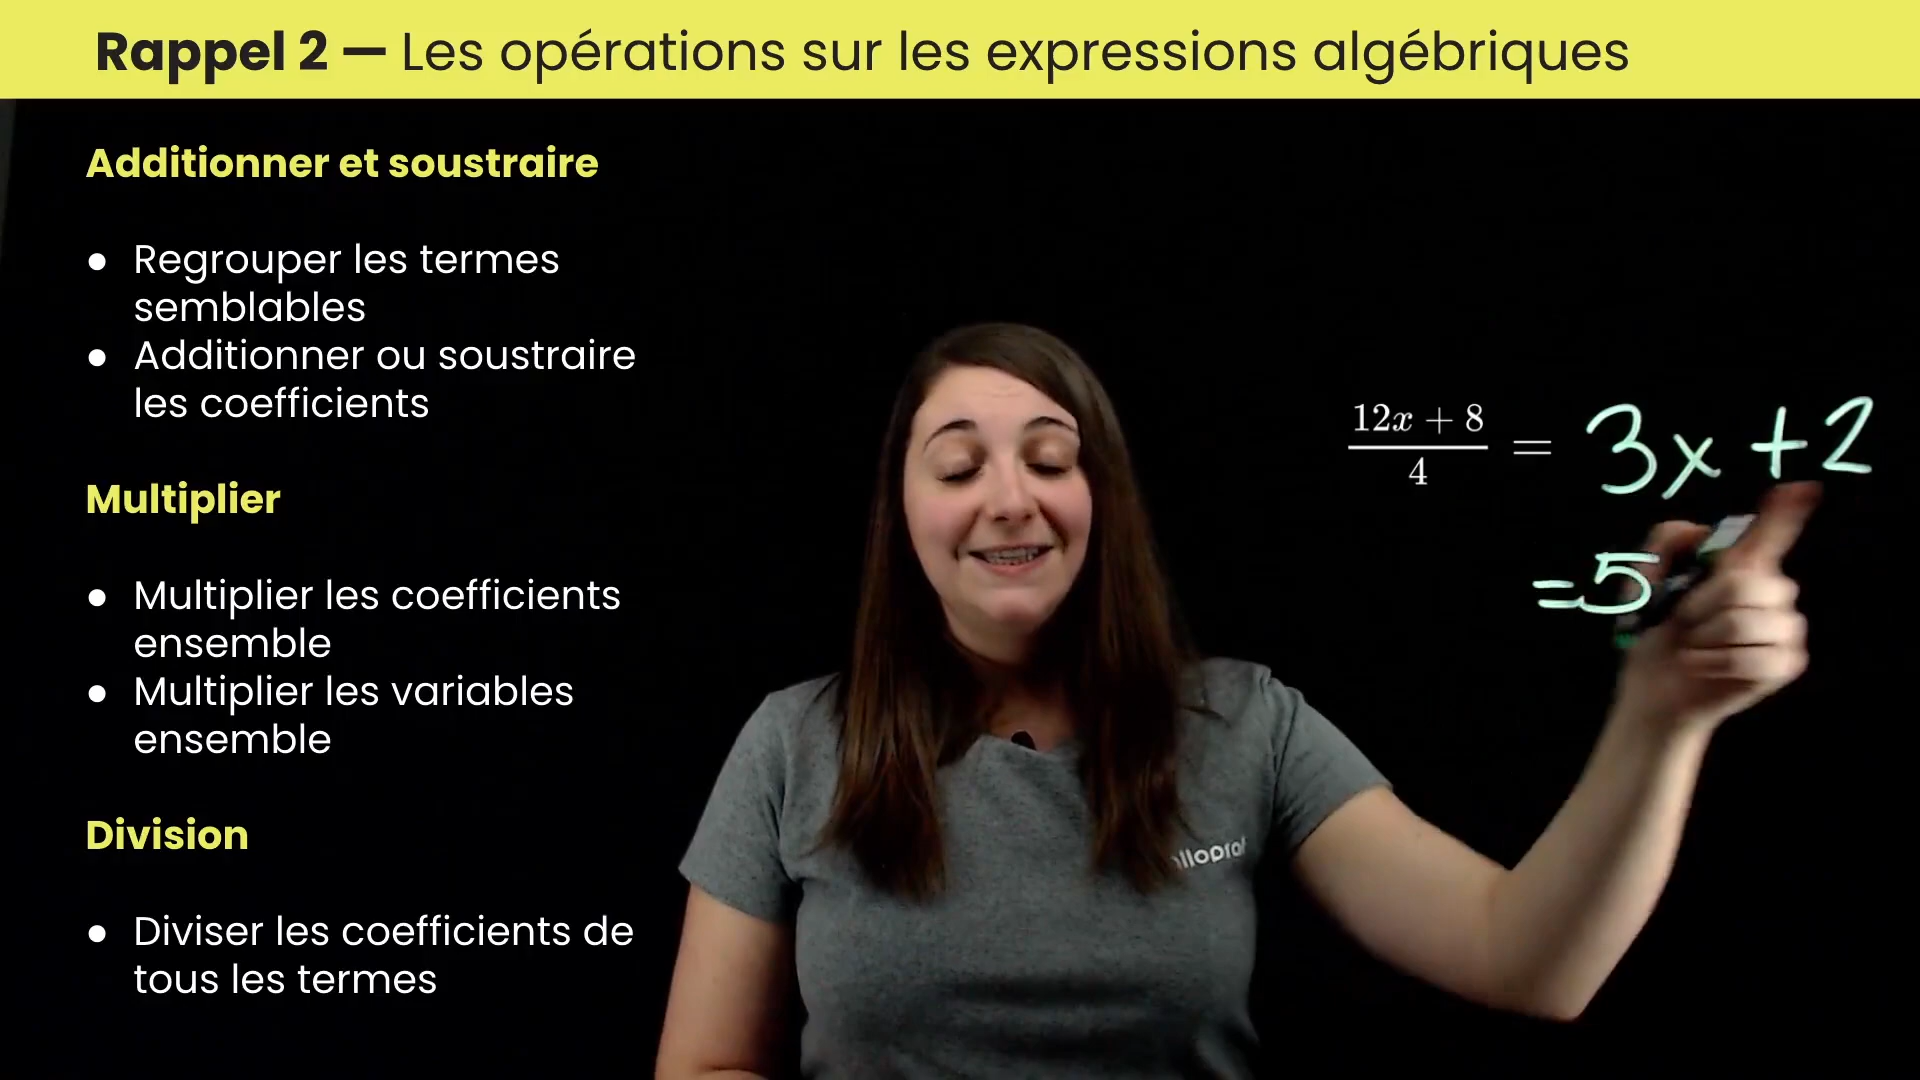 Rappel 2 — Les opérations sur les expressions algébriques
Additionner et soustraire
● Regrouper les termes
semblables
● Additionner ou soustraire
les coefficients
Multiplier
● Multiplier les coefficients
ensemble
● Multiplier les variables
ensemble
Division
● Diviser les coefficients de
tous les termes
12x + 8
4
= 3x + 2
= 5
lloprof